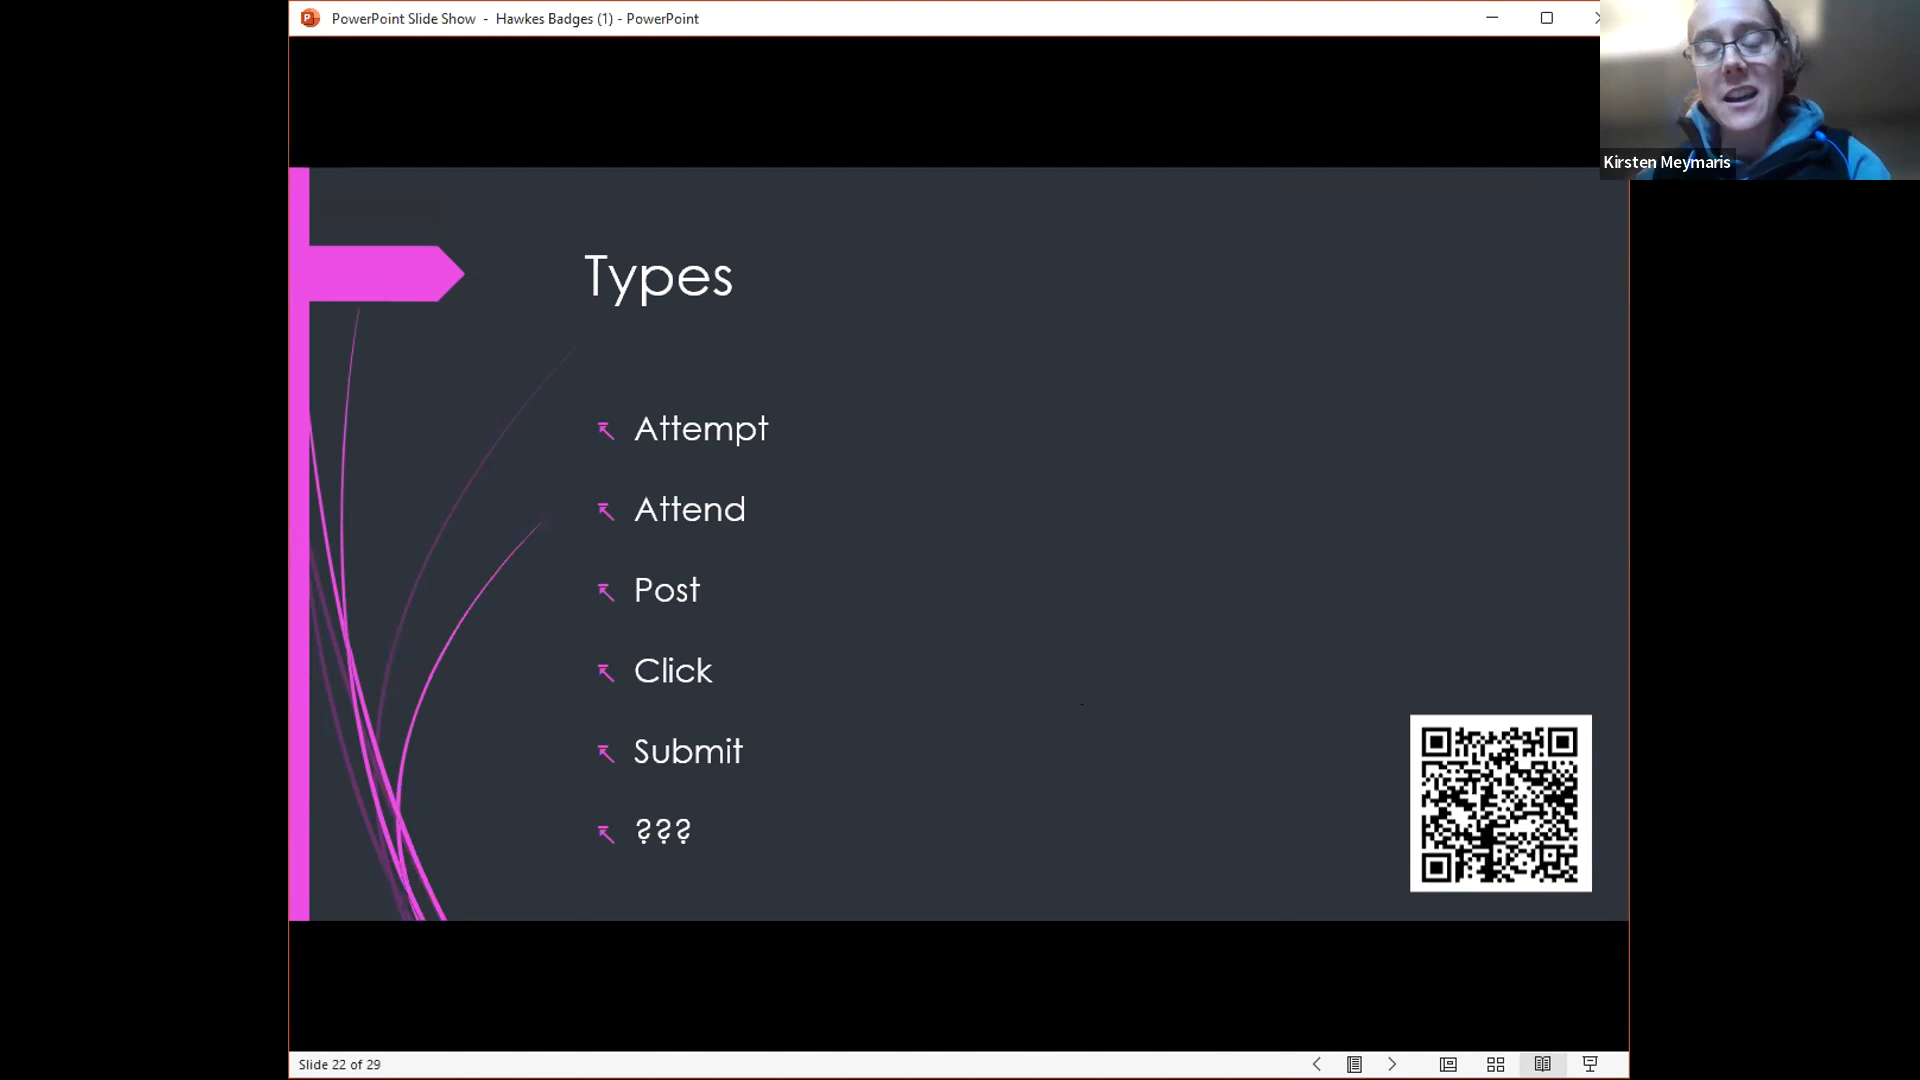 PowerPoint Slide Show - Hawkes Badges (1) - PowerPoint
Kirsten Meymaris
Types
Attempt
Attend
Post
Click
Submit
???
Slide 22 of 29